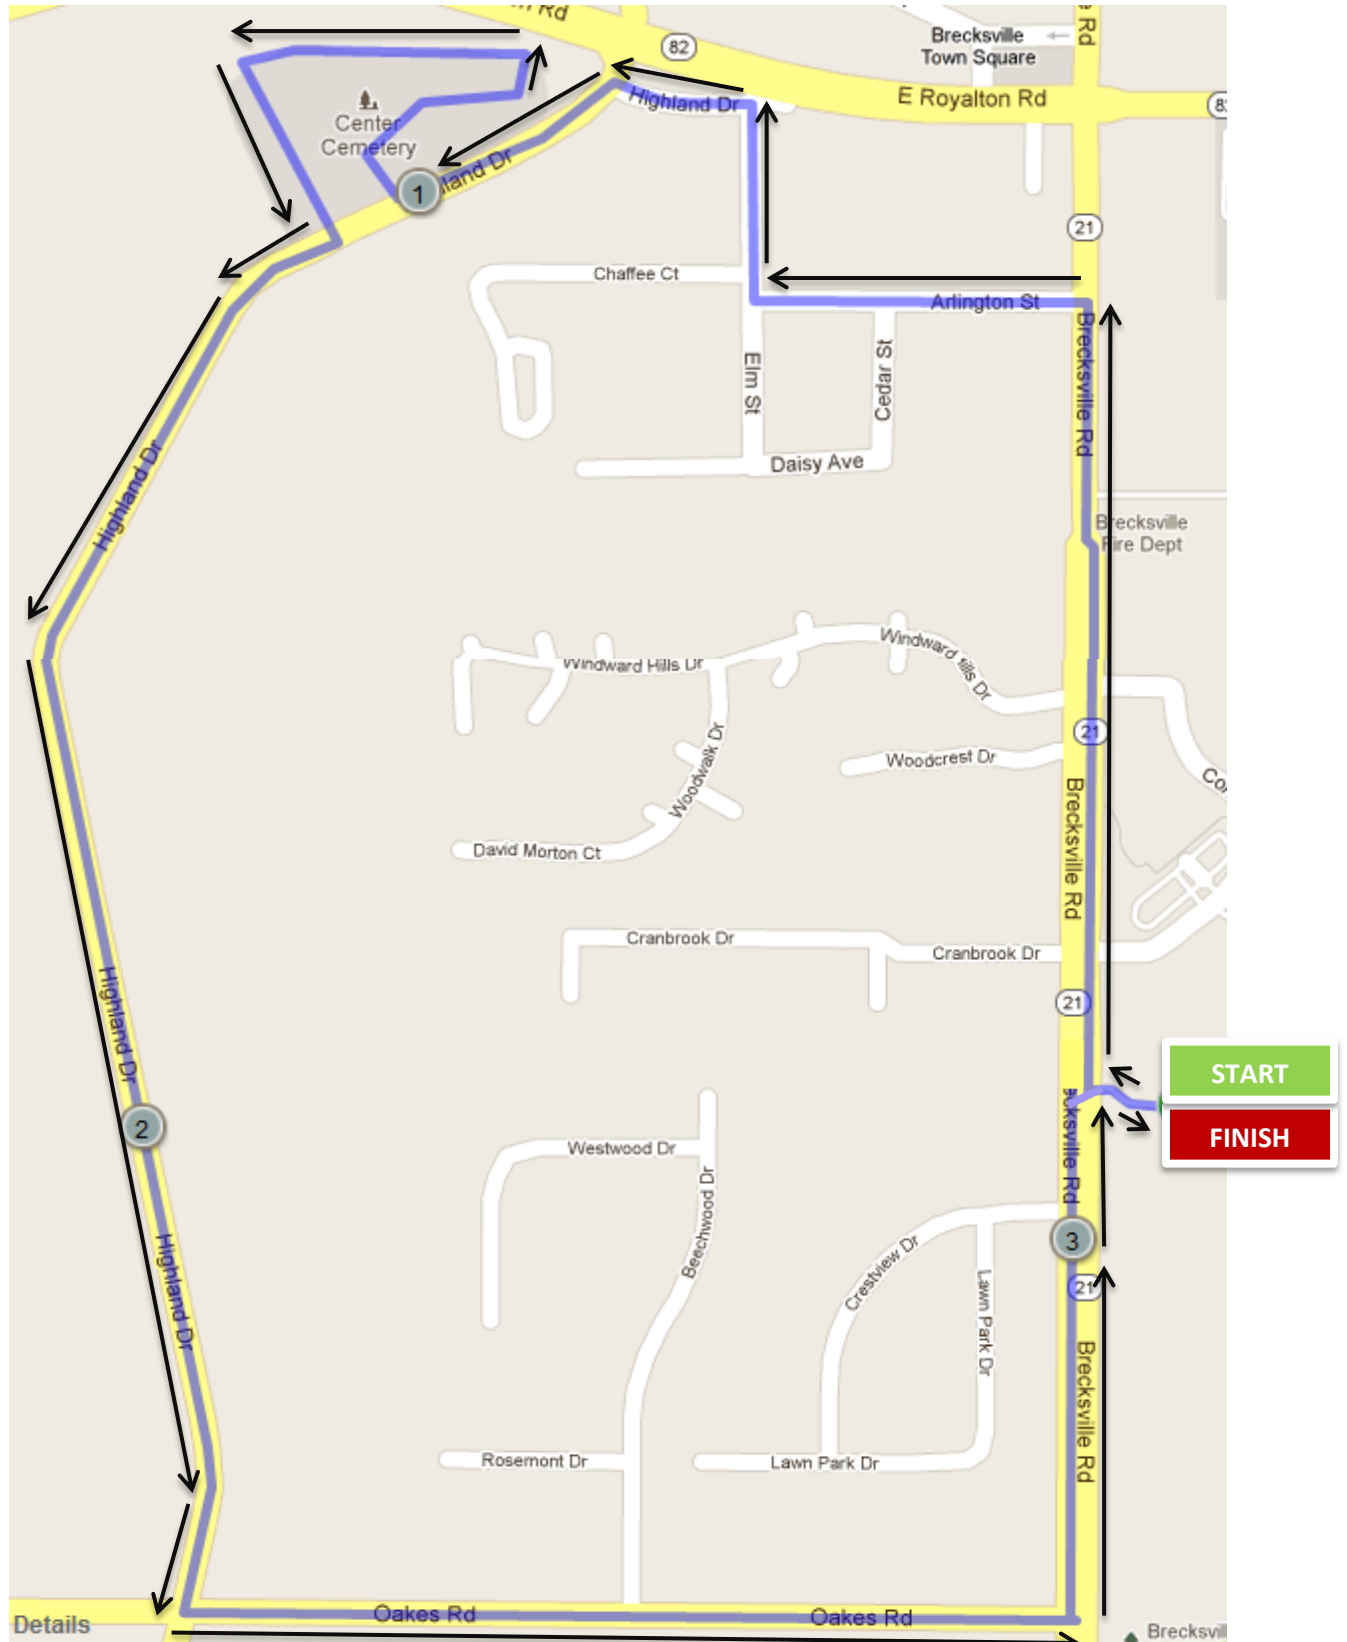 Rd
82
Brecksville
Town Square
Rd
Highland Dr
E Royalton Rd
Center
Cemetery
1
21
Chaffee Ct
Arlington St
Brecksville Rd
Elm St
Cedar St
Daisy Ave
Highland Dr
Brecksville
Fire Dept
Windward Hills Dr
Windward
Dr
21
Woodwalk Dr
Woodcrest Dr
David Morton Ct
Brecksville Rd
Cranbrook Dr
Cranbrook Dr
Highland Dr
21
START
FINISH
2
Westwood Dr
Beechwood Dr
Rd
Highland Dr
3
Crestview Dr
21
Lawn Park Dr
Brecksville Rd
Rosemont Dr
Lawn Park Dr
Oakes Rd
Oakes Rd
Details